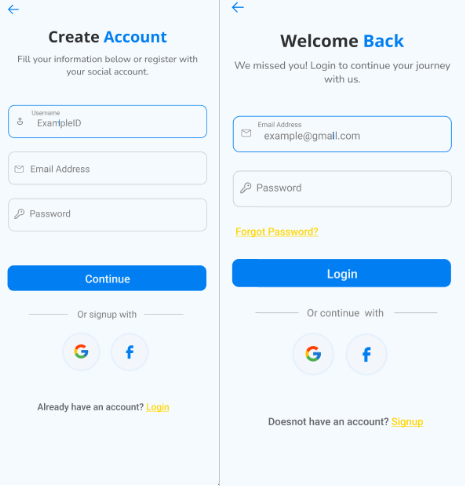 Create Account
Fill your information below or register with
your social account.
Username
ExampleID
Email Address
Password
Continue
Or signup with
Already have an account? Login
Welcome Back
We missed you! Login to continue your journey
with us.
Email Address
example@gmail.com
Password
Forgot Password?
Login
Or continue with
Doesnot have an account? Signup